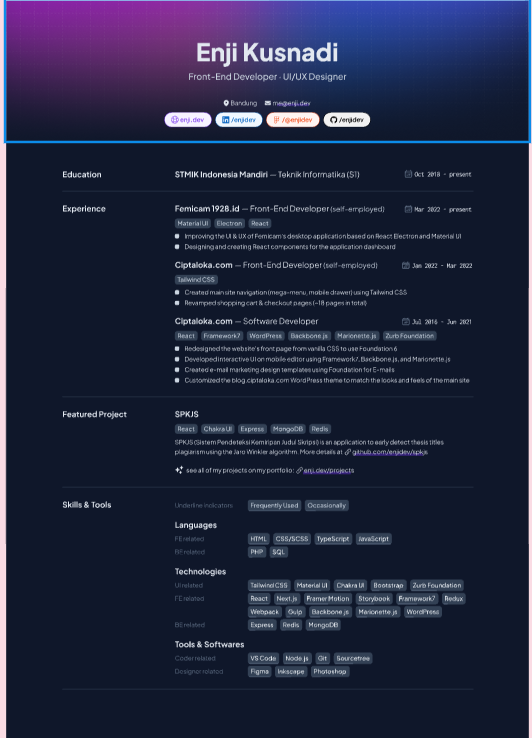 Enji Kusnadi
Front-End Developer · UI/UX Designer
Bandung me@enji.dev
enji.dev /enjidev /@enjidev /enjidev
Education STMIK Indonesia Mandiri — Teknik Informatika (S1) Oct 2018 - present
Experience Femicam 1928.id — Front-End Developer (self-employed) Mar 2022 - present
Material UI Electron React
Improving the UI & UX of Femicam's desktop application based on React Electron and Material UI
Designing and creating React components for the application dashboard
Ciptaloka.com — Front-End Developer (self-employed) Jan 2022 - Mar 2022
Tailwind CSS
Created main site navigation (mega-menu, mobile drawer) using Tailwind CSS
Revamped shopping cart & checkout pages (~18 pages in total)
Ciptaloka.com — Software Developer Jul 2016 - Jun 2021
React Framework7 WordPress Backbone.js Marionette.js Zurb Foundation
Redesigned the website's front page from vanilla CSS to use Foundation 6
Developed interactive UI on mobile editor using Framework7, Backbone.js, and Marionette.js
Created e-mail marketing design templates using Foundation for E-mails
Customized the blog.ciptaloka.com WordPress theme to match the looks and feels of the main site
Featured Project SPKJS
React Chakra UI Express MongoDB Redis
SPKJS (Sistem Pendeteksi Kemiripan Judul Skripsi) is an application to early detect thesis titles
plagiarism using the Jaro Winkler algorithm. More details at github.com/enjidev/spkjs
see all of my projects on my portfolio: enji.dev/projects
Skills & Tools Underline indicators Frequently Used Occasionally
Languages
FE related HTML CSS/SCSS TypeScript JavaScript
BE related PHP SQL
Technologies
UI related Tailwind CSS Material UI Chakra UI Bootstrap Zurb Foundation
FE related React Next.js Framer Motion Storybook Framework7 Redux
Webpack Gulp Backbone.js Marionette.js WordPress
BE related Express Redis MongoDB
Tools & Softwares
Coder related VS Code Node.js Git Sourcetree
Designer related Figma Inkscape Photoshop